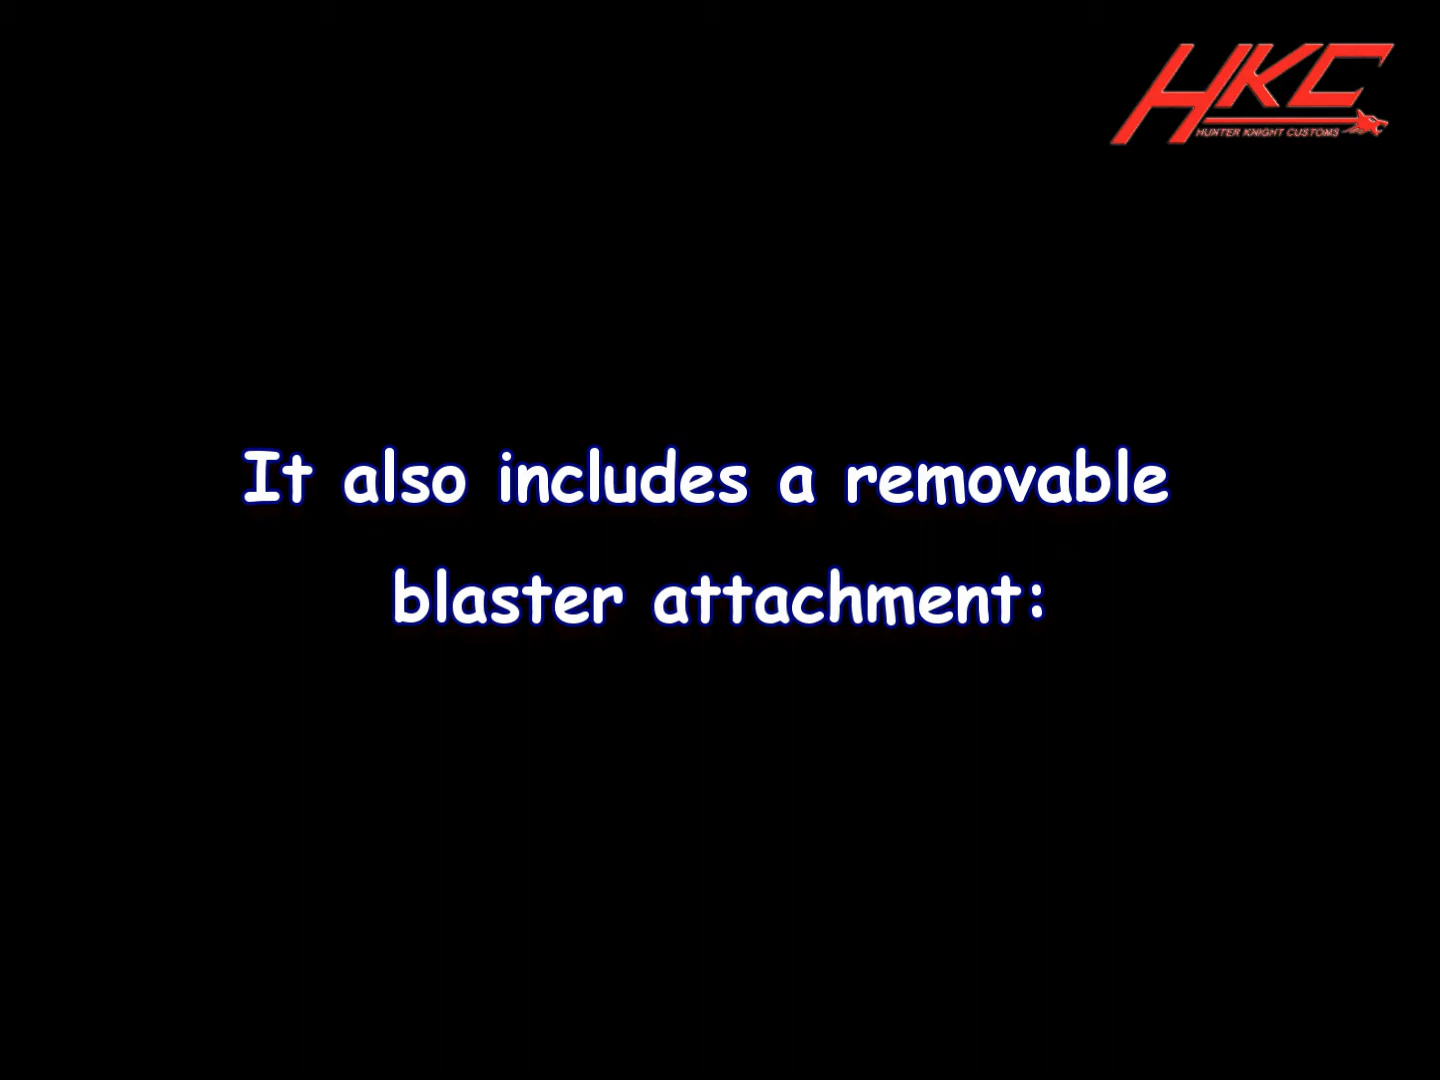 HKC
HUNTER KNIGHT CUSTOMS
It also includes a removable
blaster attachment: